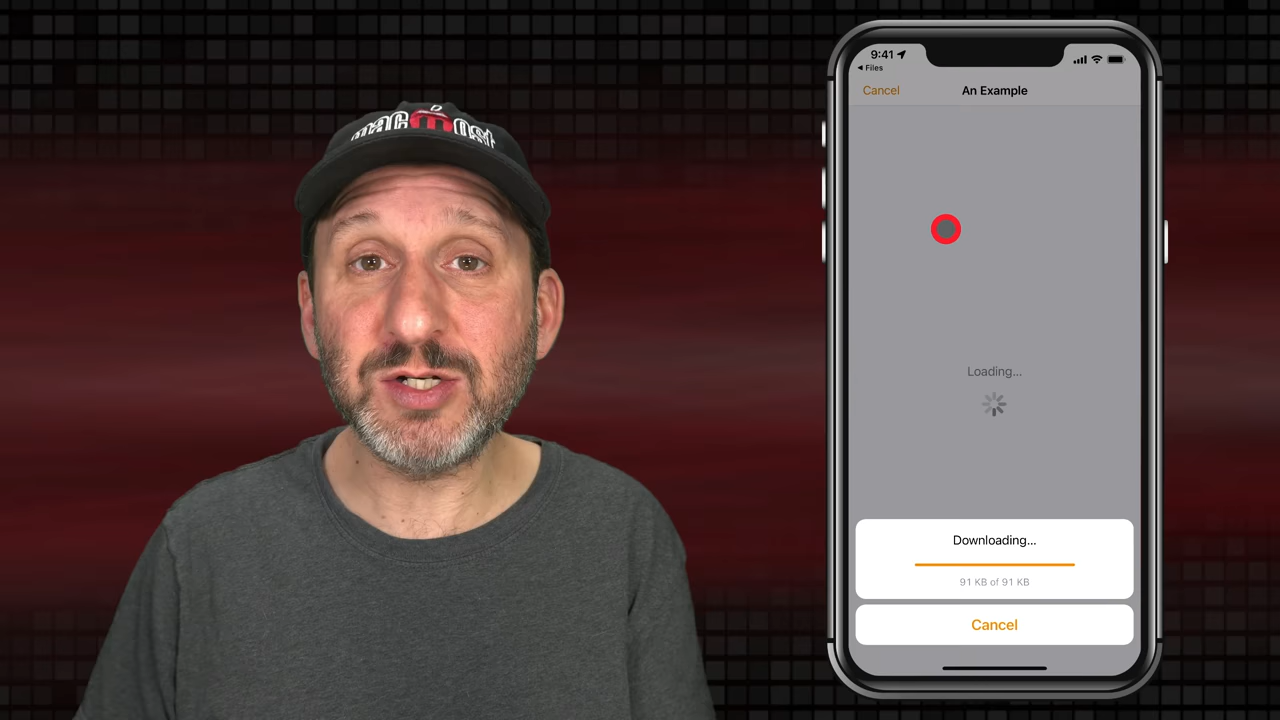 macmost
9:41
Files
Cancel
An Example
Loading...
Downloading...
91 KB of 91 KB
Cancel